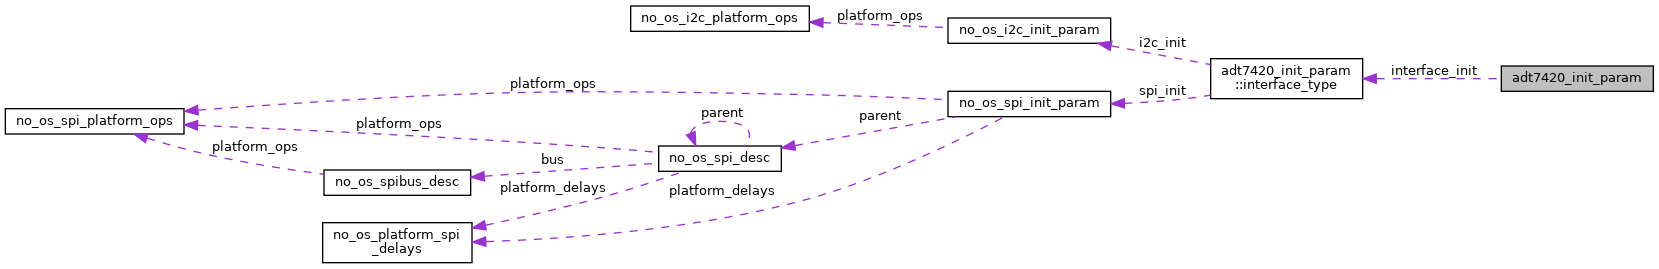 no_os_i2c_platform_ops
platform_ops
no_os_i2c_init_param
i2c_init
adt7420_init_param
::interface_type
interface_init
adt7420_init_param
platform_ops
no_os_spi_init_param
spi_init
no_os_spi_platform_ops
platform_ops
parent
parent
no_os_spi_desc
platform_ops
bus
no_os_spibus_desc
platform_delays
platform_delays
no_os_platform_spi
_delays